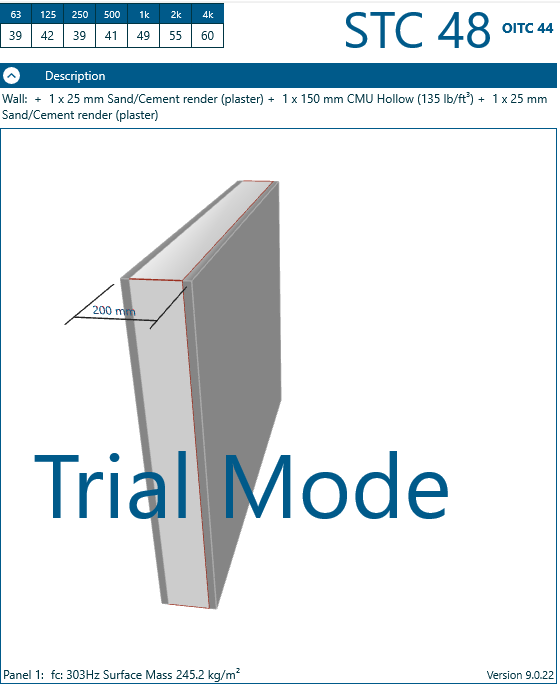 63 125 250 500 1k 2k 4k
39 42 39 41 49 55 60
STC 48 OITC 44
Description
Wall: + 1 x 25 mm Sand/Cement render (plaster) + 1 x 150 mm CMU Hollow (135 lb/ft³) + 1 x 25 mm
Sand/Cement render (plaster)
200 mm
Trial Mode
Panel 1: fc: 303Hz Surface Mass 245.2 kg/m²
Version 9.0.22